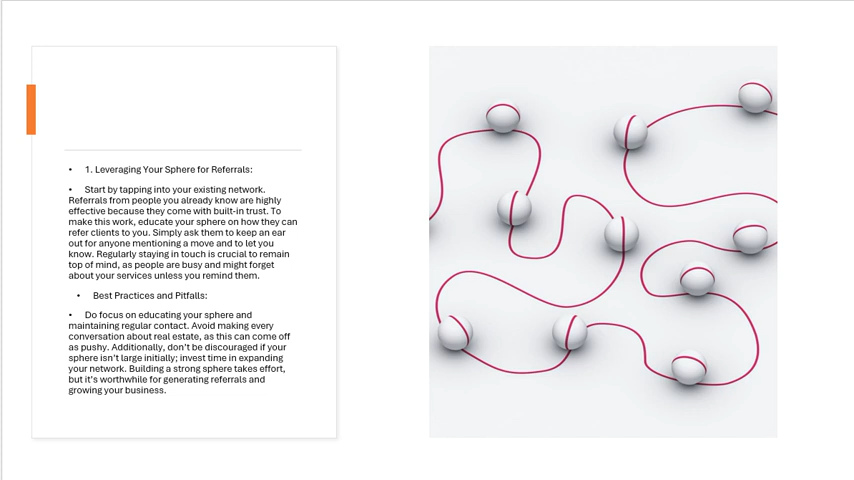 • 1. Leveraging Your Sphere for Referrals:
• Start by tapping into your existing network.
Referrals from people you already know are highly
effective because they come with built-in trust. To
make this work, educate your sphere on how they can
refer clients to you. Simply ask them to keep an ear
out for anyone mentioning a move and to let you
know. Regularly staying in touch is crucial to remain
top of mind, as people are busy and might forget
about your services unless you remind them.
• Best Practices and Pitfalls:
• Do focus on educating your sphere and
maintaining regular contact. Avoid making every
conversation about real estate, as this can come off
as pushy. Additionally, don't be discouraged if your
sphere isn't large initially; invest time in expanding
your network. Building a strong sphere takes effort,
but it's worthwhile for generating referrals and
growing your business.